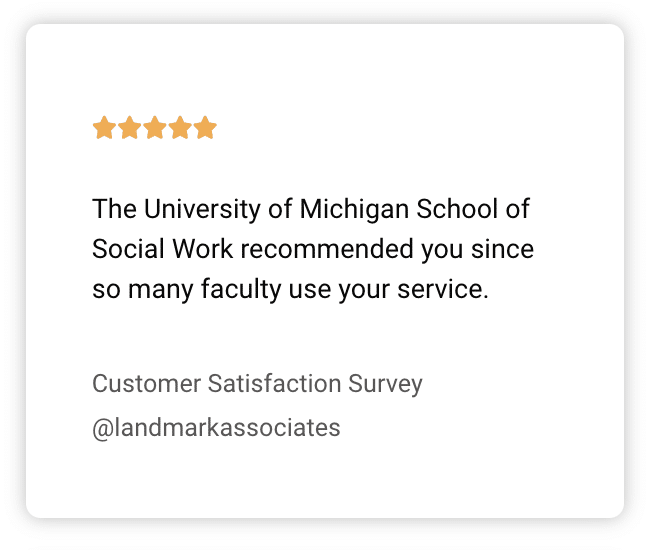 The University of Michigan School of
Social Work recommended you since
so many faculty use your service.
Customer Satisfaction Survey
@landmarkassociates